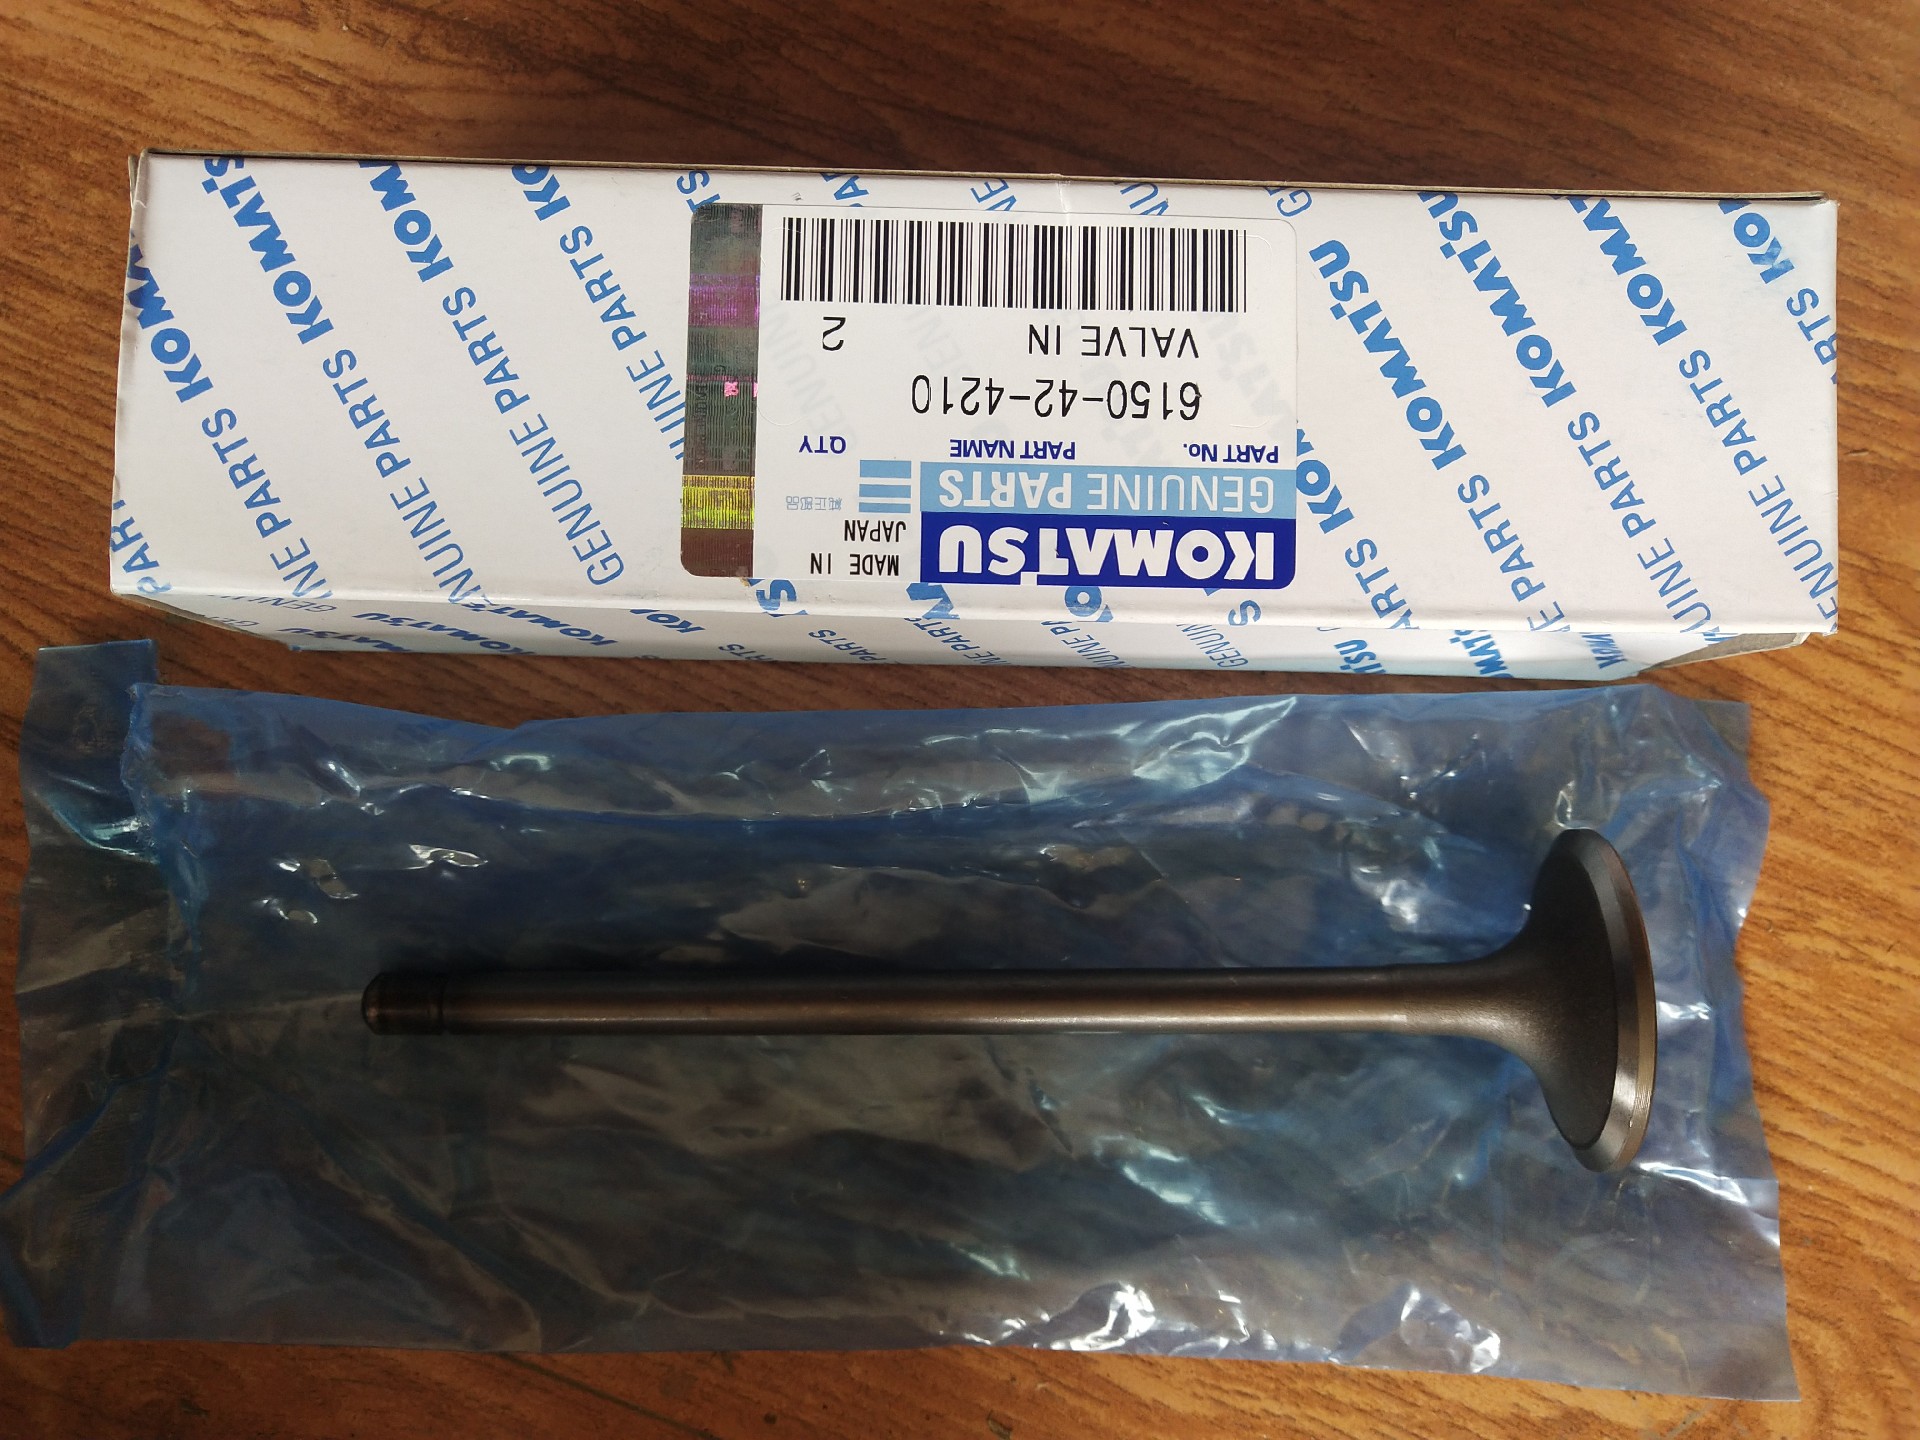 KOMATSU
MADE IN
JAPAN
GENUINE PARTS
純正部品
PART No.
PART NAME
QTY
6150-42-4210
VALVE IN
2
KOMATSU GENUINE PARTS